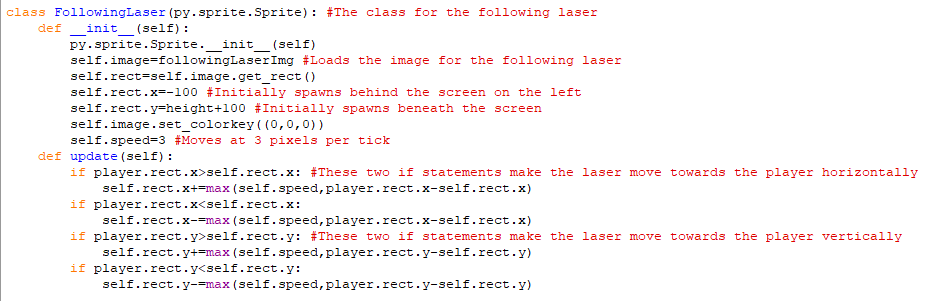 class FollowingLaser(py.sprite.Sprite): #The class for the following laser
    def __init__(self):
        py.sprite.Sprite.__init__(self)
        self.image=followingLaserImg #Loads the image for the following laser
        self.rect=self.image.get_rect()
        self.rect.x=-100 #Initially spawns behind the screen on the left
        self.rect.y=height+100 #Initially spawns beneath the screen
        self.image.set_colorkey((0,0,0))
        self.speed=3 #Moves at 3 pixels per tick
    def update(self):
        if player.rect.x>self.rect.x: #These two if statements make the laser move towards the player horizontally
            self.rect.x+=max(self.speed,player.rect.x-self.rect.x)
        if player.rect.x<self.rect.x:
            self.rect.x-=max(self.speed,player.rect.x-self.rect.x)
        if player.rect.y>self.rect.y: #These two if statements make the laser move towards the player vertically
            self.rect.y+=max(self.speed,player.rect.y-self.rect.y)
        if player.rect.y<self.rect.y:
            self.rect.y-=max(self.speed,player.rect.y-self.rect.y)